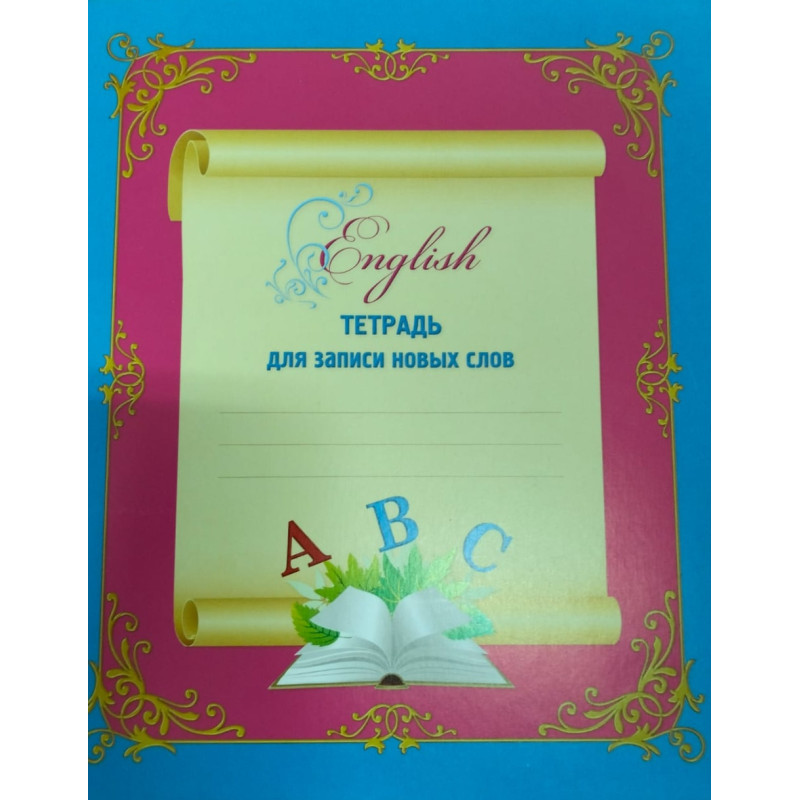 English
ТЕТРАДЬ
для записи новых слов
A B C